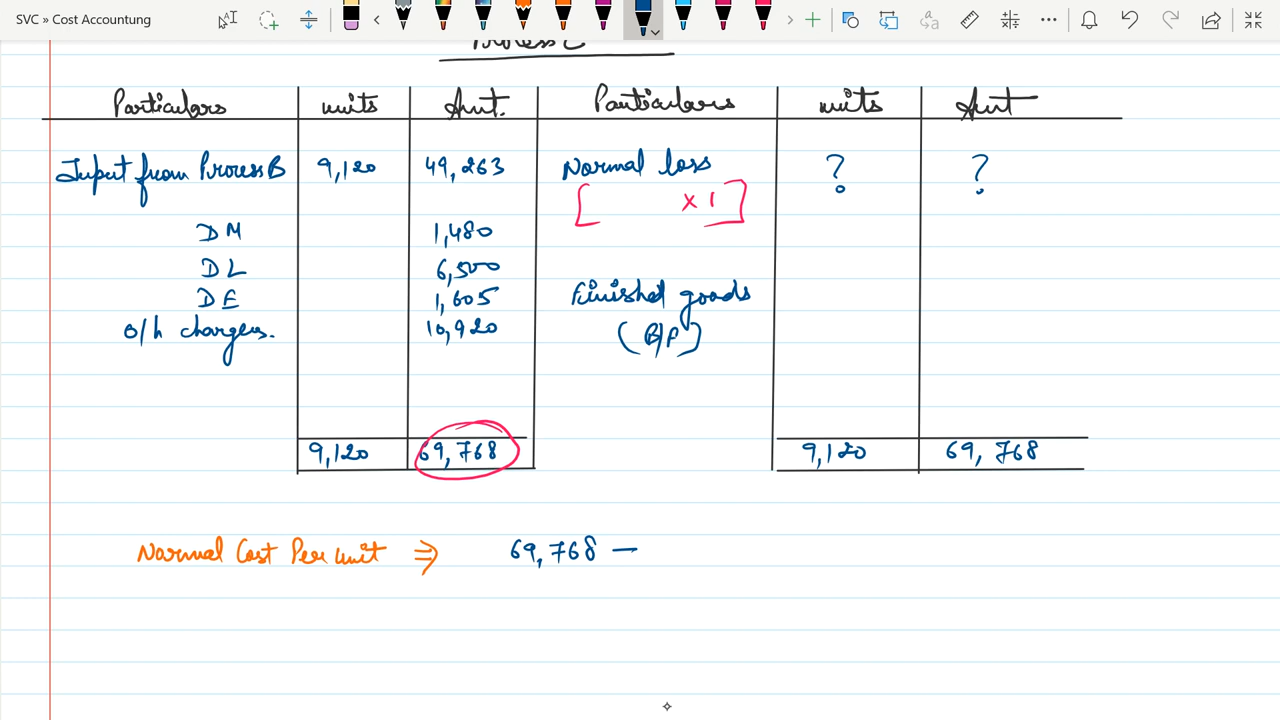 SVC » Cost Accountung
Process C
Particulars units Amt. Particulars units Amt
Input from Process B 9,120 49,263 Normal loss ? ?
[ x 1 ]
DM 1,480
DL 6,500
DE 1,605 Finished goods
o/h chargers. 10,920 (B/F)
9,120 69,768 9,120 69,768
Normal Cost Per unit ⇒ 69,768 —